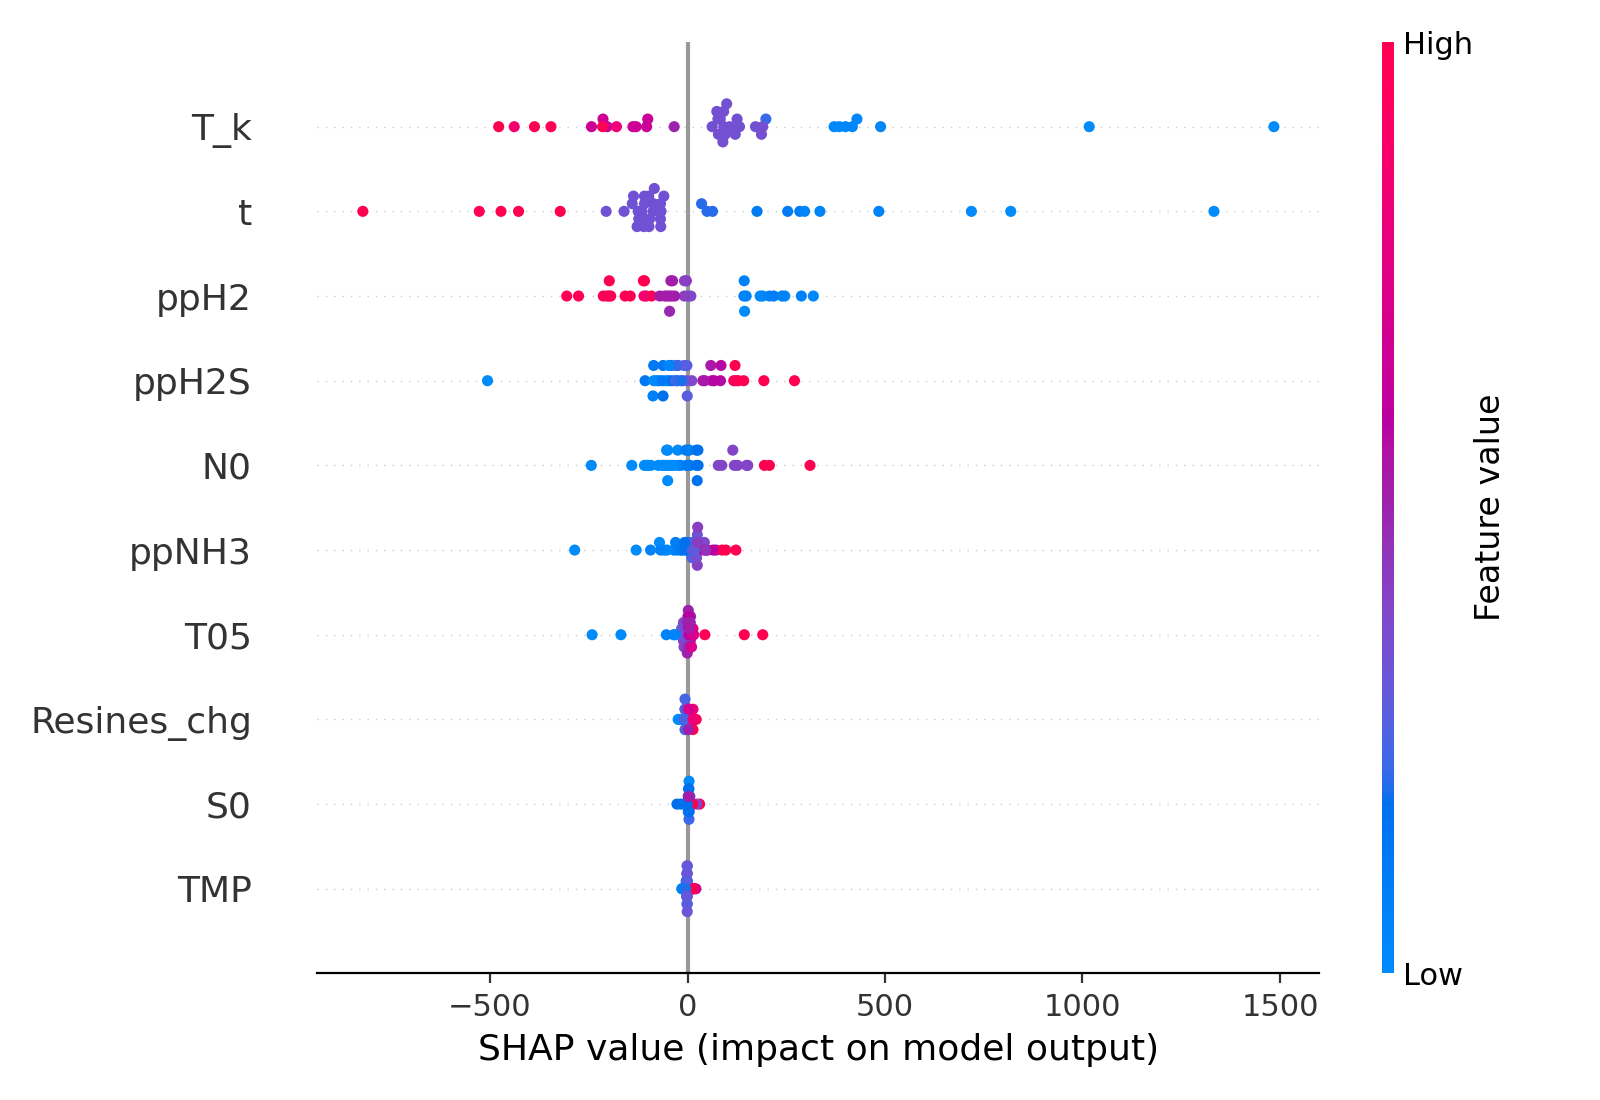 High
T_k
t
ppH2
ppH2S
N0
ppNH3
T05
Resines_chg
S0
TMP
Feature value
Low
−500 0 500 1000 1500
SHAP value (impact on model output)